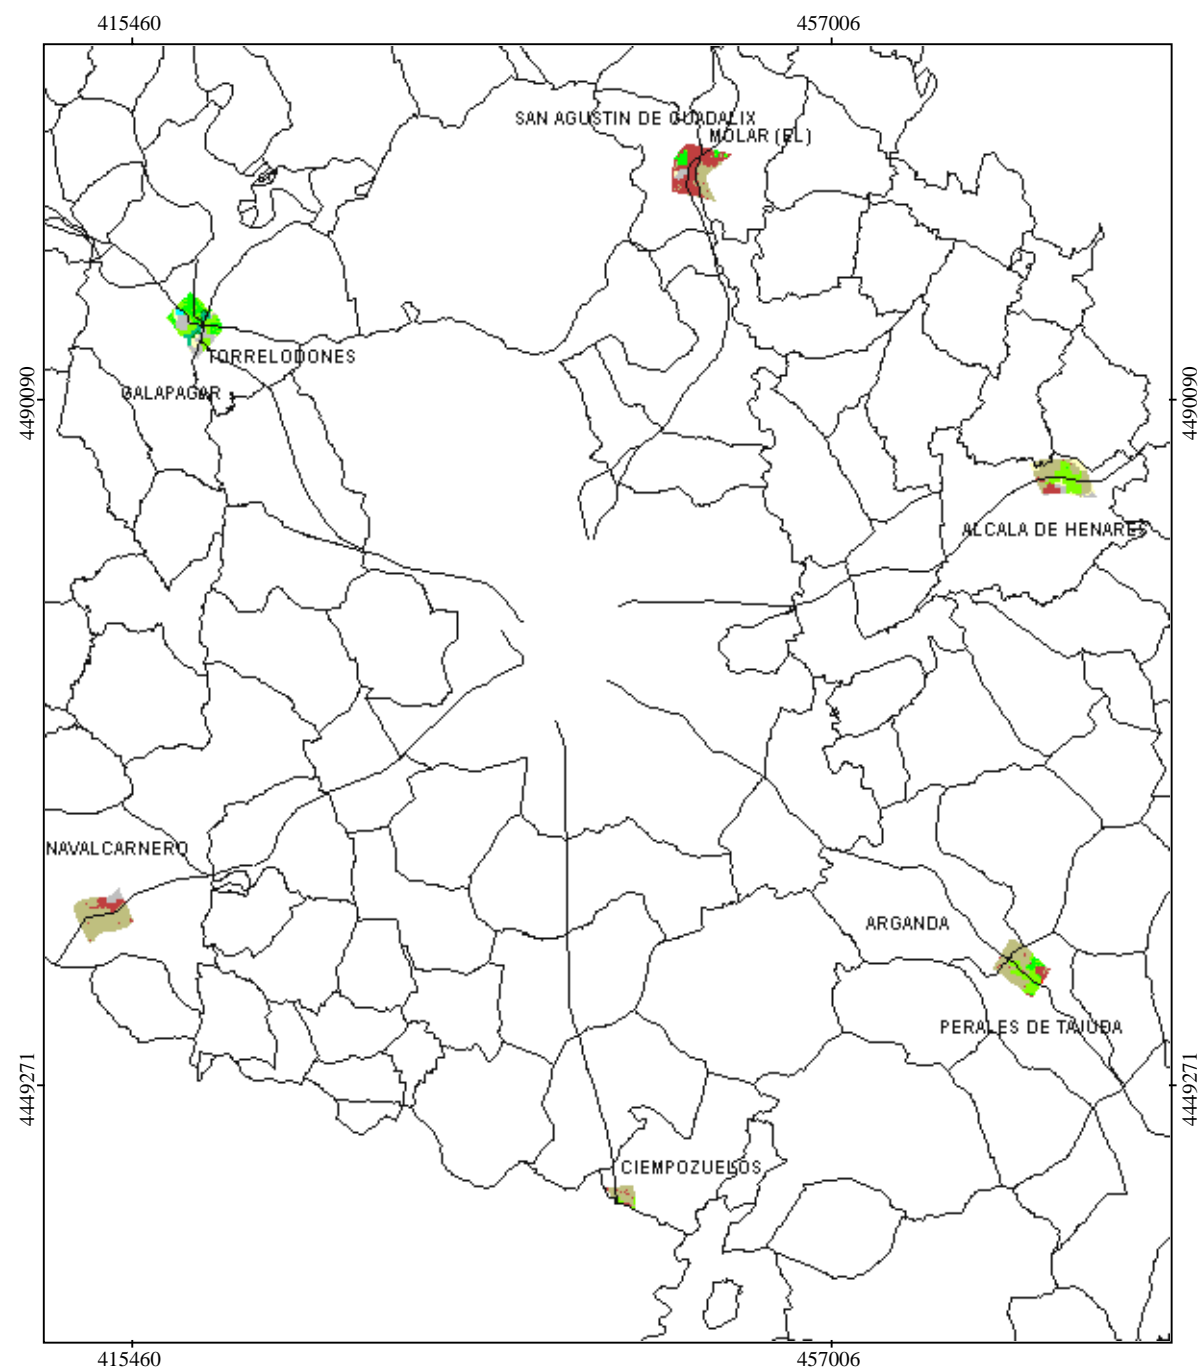 415460
457006
SAN AGUSTIN DE GUADALIX
MOLAR (EL)
TORRELODONES
GALAPAGAR
4490090
4490090
ALCALA DE HENARES
NAVALCARNERO
ARGANDA
PERALES DE TAJUÐA
4449271
4449271
CIEMPOZUELOS
415460
457006